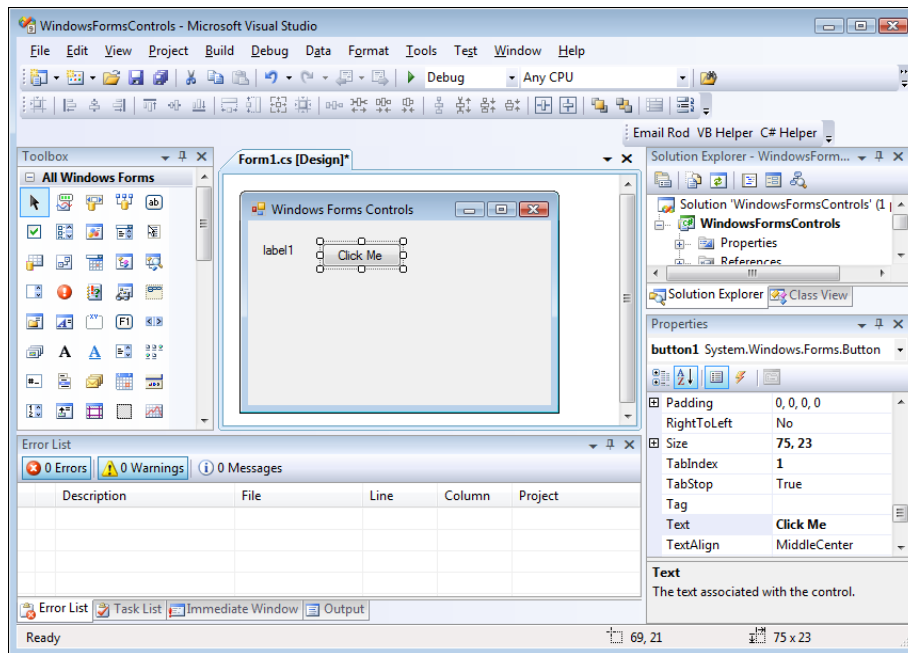 WindowsFormsControls - Microsoft Visual Studio
File Edit View Project Build Debug Data Format Tools Test Window Help
Debug Any CPU
Email Rod VB Helper C# Helper
Toolbox
All Windows Forms
Form1.cs [Design]*
Windows Forms Controls
label1 Click Me
Solution Explorer - WindowsForm...
Solution 'WindowsFormsControls' (1 p
WindowsFormsControls
Properties
References
Solution Explorer Class View
Properties
button1 System.Windows.Forms.Button
Padding 0, 0, 0, 0
RightToLeft No
Size 75, 23
TabIndex 1
TabStop True
Tag
Text Click Me
TextAlign MiddleCenter
Text
The text associated with the control.
Error List
0 Errors 0 Warnings 0 Messages
Description File Line Column Project
Error List Task List Immediate Window Output
Ready 69, 21 75 x 23